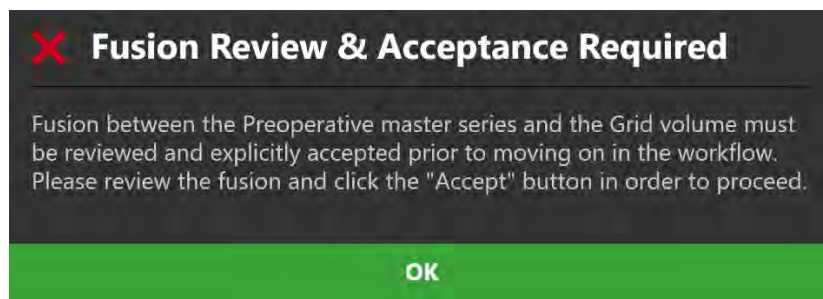 Fusion Review & Acceptance Required
Fusion between the Preoperative master series and the Grid volume must
be reviewed and explicitly accepted prior to moving on in the workflow.
Please review the fusion and click the "Accept" button in order to proceed.
OK